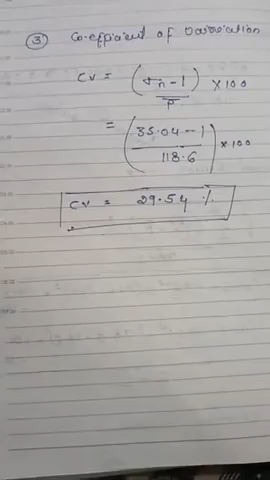 ③ Co-efficient of Variation
CV = (σn - 1 / P) × 100
= (35.04 - 1 / 118.6) × 100
CV = 29.54 %